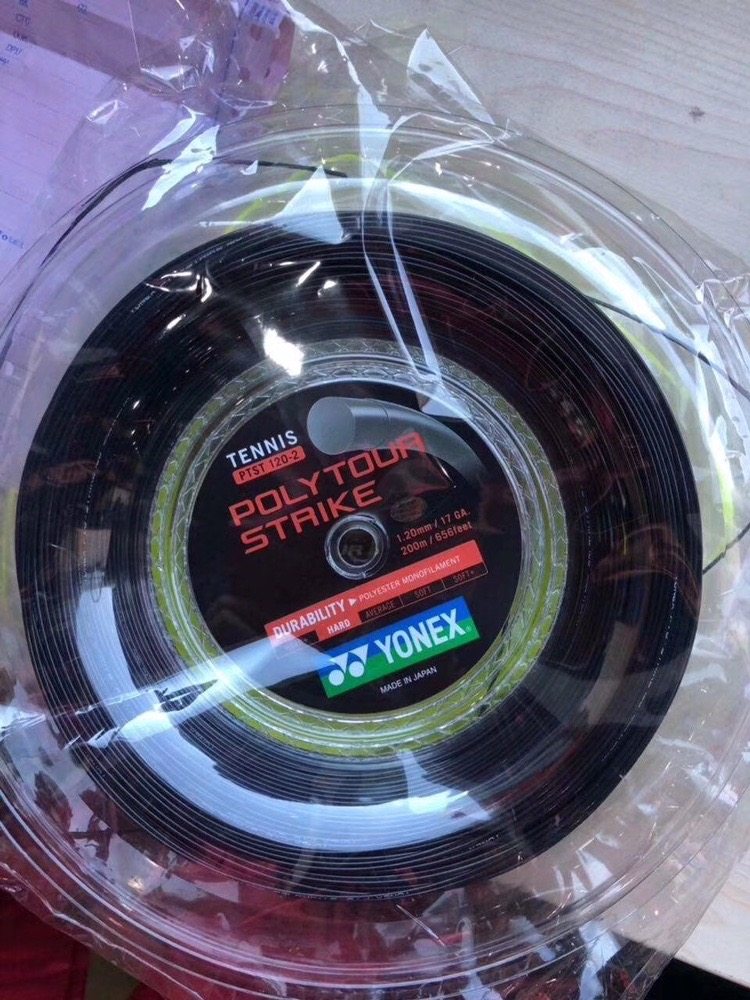 TENNIS
PTST 120-2
POLYTOUR
STRIKE
1.20mm / 17 GA.
200m / 656feet
DURABILITY ▶ POLYESTER MONOFILAMENT
HARD AVERAGE SOFT SOFT+
YONEX®
MADE IN JAPAN